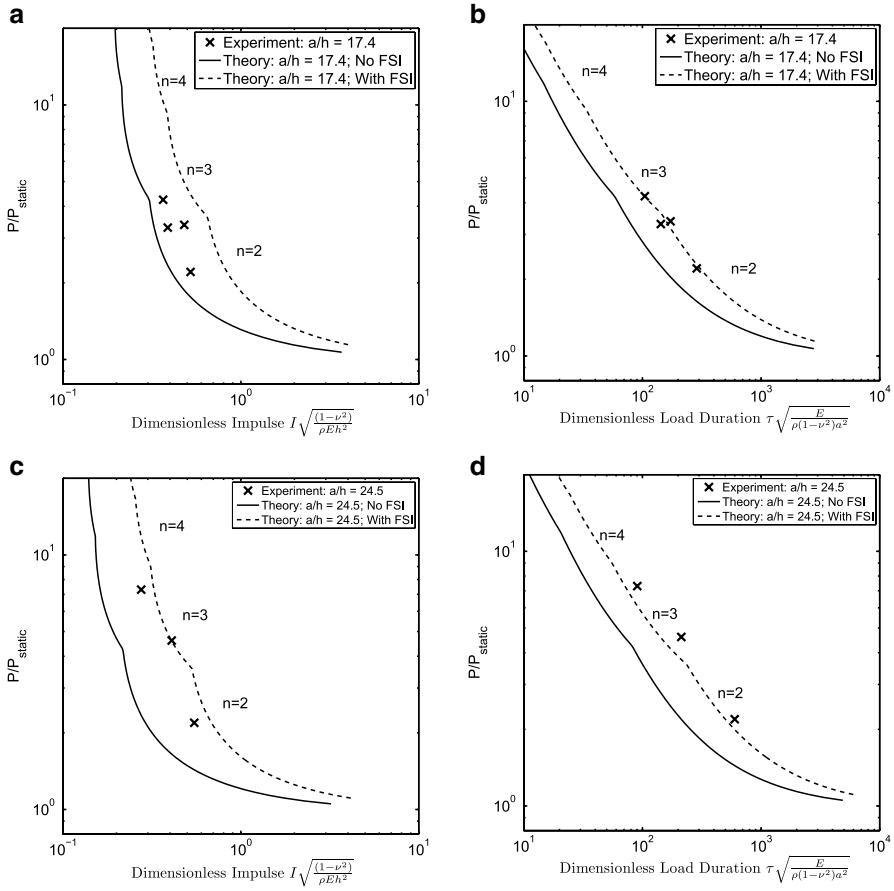 a
Experiment: a/h = 17.4
Theory: a/h = 17.4; No FSI
Theory: a/h = 17.4; With FSI
n=4
n=3
n=2
P/P_static
10^1
10^0
10^-1
10^0
10^1
Dimensionless Impulse I√((1−ν²)/(ρEh²))
b
Experiment: a/h = 17.4
Theory: a/h = 17.4; No FSI
Theory: a/h = 17.4; With FSI
n=4
n=3
n=2
P/P_static
10^1
10^0
10^1
10^2
10^3
10^4
Dimensionless Load Duration τ√(E/(ρ(1−ν²)a²))
c
Experiment: a/h = 24.5
Theory: a/h = 24.5; No FSI
Theory: a/h = 24.5; With FSI
n=4
n=3
n=2
P/P_static
10^1
10^0
10^-1
10^0
10^1
Dimensionless Impulse I√((1−ν²)/(ρEh²))
d
Experiment: a/h = 24.5
Theory: a/h = 24.5; No FSI
Theory: a/h = 24.5; With FSI
n=4
n=3
n=2
P/P_static
10^1
10^0
10^1
10^2
10^3
10^4
Dimensionless Load Duration τ√(E/(ρ(1−ν²)a²))